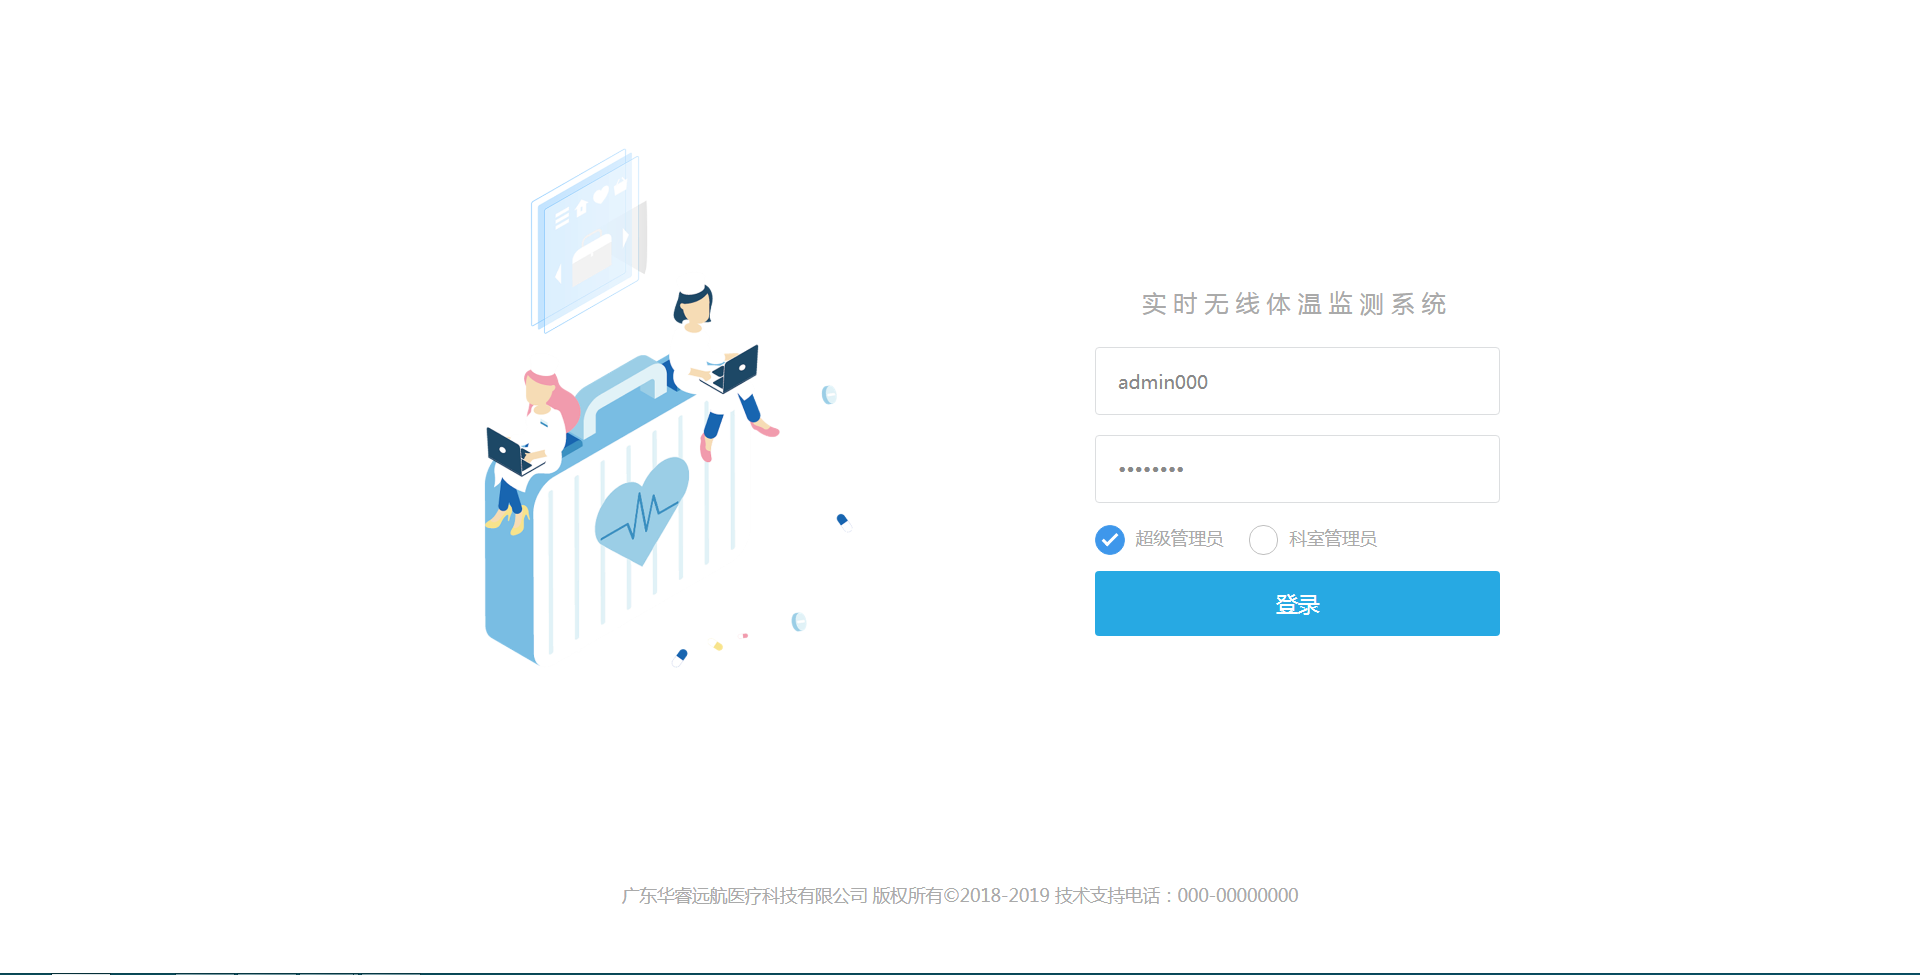 实时无线体温监测系统
admin000
••••••••
超级管理员 科室管理员
登录
广东华睿远航医疗科技有限公司 版权所有©2018-2019 技术支持电话：000-00000000